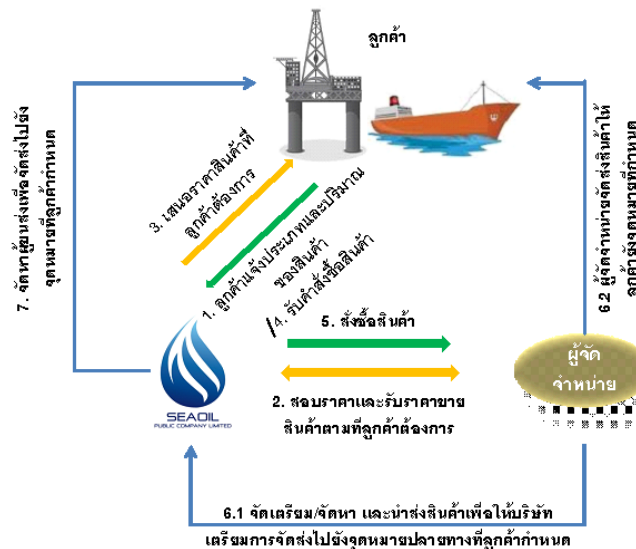 ลูกค้า
7. จัดหาผู้ขนส่งเพื่อจัดส่งไปยัง
จุดหมายที่ลูกค้ากำหนด
3. เสนอราคาสินค้าที่
ลูกค้าต้องการ
1. ลูกค้าแจ้งประเภทและปริมาณ
ของสินค้า
/4. รับคำสั่งซื้อสินค้า
6.2 ผู้จัดจำหน่ายจัดส่งสินค้าให้
ลูกค้ายังจุดหมายที่กำหนด
5. สั่งซื้อสินค้า
ผู้จัด
จำหน่าย
SEAOIL
PUBLIC COMPANY LIMITED
2. สอบราคาและรับราคาขาย
สินค้าตามที่ลูกค้าต้องการ
6.1 จัดเตรียม/จัดหา และนำส่งสินค้าเพื่อให้บริษัท
เตรียมการจัดส่งไปยังจุดหมายปลายทางที่ลูกค้ากำหนด